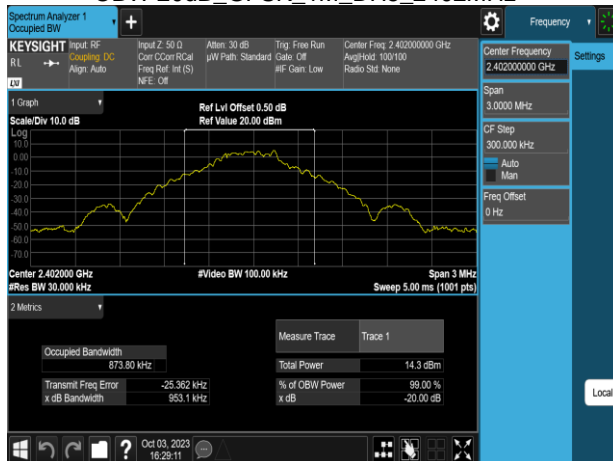 Spectrum Analyzer 1
Occupied BW
Frequency
KEYSIGHT Input: RF
RL
Coupling: DC
Align: Auto
LXI
Input Z: 50 Ω
Corr CCorr RCal
Freq Ref: Int (S)
NFE: Off
Atten: 30 dB
µW Path: Standard
Trig: Free Run
Gate: Off
#IF Gain: Low
Center Freq: 2.402000000 GHz
Avg|Hold: 100/100
Radio Std: None
Center Frequency
2.402000000 GHz
Settings
Span
3.0000 MHz
CF Step
300.000 kHz
Auto
Man
Freq Offset
0 Hz
Local
1 Graph
Scale/Div 10.0 dB
Ref Lvl Offset 0.50 dB
Ref Value 20.00 dBm
Log
10.0
0.00
-10.0
-20.0
-30.0
-40.0
-50.0
-60.0
-70.0
Center 2.402000 GHz
#Video BW 100.00 kHz
Span 3 MHz
#Res BW 30.000 kHz
Sweep 5.00 ms (1001 pts)
2 Metrics
Measure Trace Trace 1
Occupied Bandwidth
873.80 kHz
Total Power 14.3 dBm
Transmit Freq Error -25.362 kHz
% of OBW Power 99.00 %
x dB Bandwidth 953.1 kHz
x dB -20.00 dB
Oct 03, 2023
16:29:11